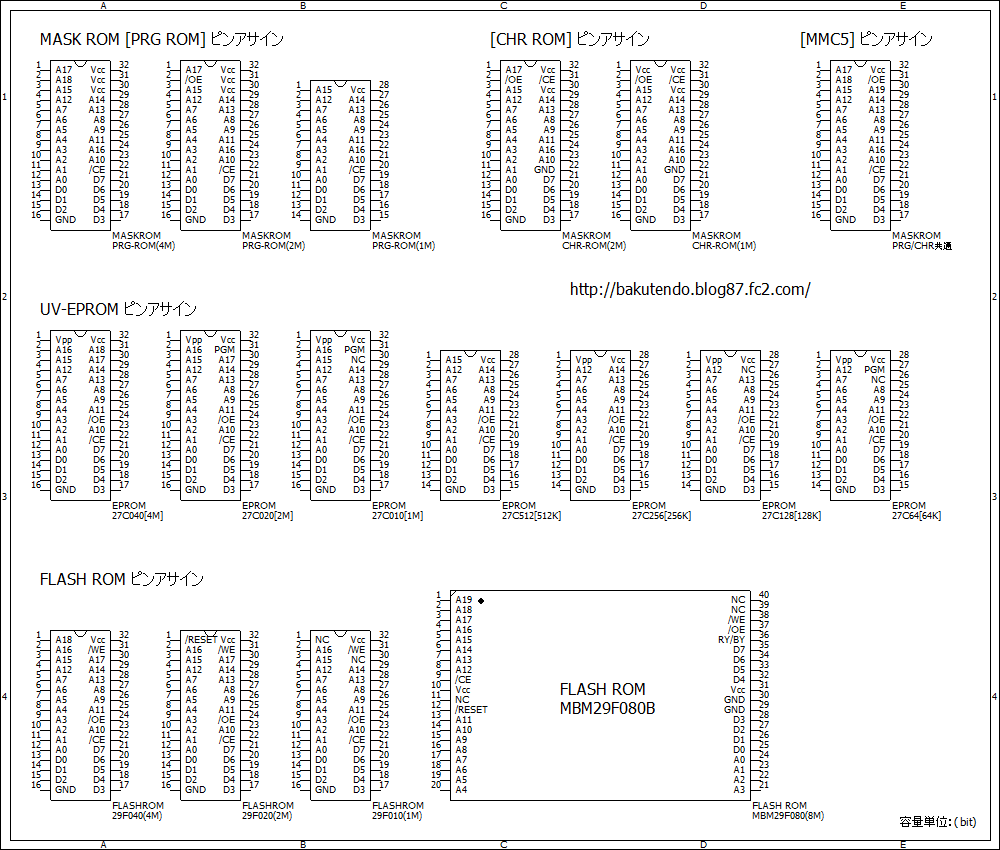 A B C D E
MASK ROM [PRG ROM] ピンアサイン
1 A17 Vcc 32
2 A18 Vcc 31
3 A15 Vcc 30
4 A12 A14 29
5 A7 A13 28
6 A6 A8 27
7 A5 A9 26
8 A4 A11 25
9 A3 A16 24
10 A2 A10 23
11 A1 /CE 22
12 A0 D7 21
13 D0 D6 20
14 D1 D5 19
15 D2 D4 18
16 GND D3 17
MASKROM
PRG-ROM(4M)
1 A17 Vcc 32
2 /OE Vcc 31
3 A15 Vcc 30
4 A12 A14 29
5 A7 A13 28
6 A6 A8 27
7 A5 A9 26
8 A4 A11 25
9 A3 A16 24
10 A2 A10 23
11 A1 /CE 22
12 A0 D7 21
13 D0 D6 20
14 D1 D5 19
15 D2 D4 18
16 GND D3 17
MASKROM
PRG-ROM(2M)
1 A15 Vcc 28
2 A12 A14 27
3 A7 A13 26
4 A6 A8 25
5 A5 A9 24
6 A4 A11 23
7 A3 A16 22
8 A2 A10 21
9 A1 /CE 20
10 A0 D7 19
11 D0 D6 18
12 D1 D5 17
13 D2 D4 16
14 GND D3 15
MASKROM
PRG-ROM(1M)
[CHR ROM] ピンアサイン
1 A17 Vcc 32
2 /OE /CE 31
3 A15 Vcc 30
4 A12 A14 29
5 A7 A13 28
6 A6 A8 27
7 A5 A9 26
8 A4 A11 25
9 A3 A16 24
10 A2 A10 23
11 A1 GND 22
12 A0 D7 21
13 D0 D6 20
14 D1 D5 19
15 D2 D4 18
16 GND D3 17
MASKROM
CHR-ROM(2M)
1 Vcc Vcc 32
2 /OE /CE 31
3 A15 Vcc 30
4 A12 A14 29
5 A7 A13 28
6 A6 A8 27
7 A5 A9 26
8 A4 A11 25
9 A3 A16 24
10 A2 A10 23
11 A1 GND 22
12 A0 D7 21
13 D0 D6 20
14 D1 D5 19
15 D2 D4 18
16 GND D3 17
MASKROM
CHR-ROM(1M)
[MMC5] ピンアサイン
1 A17 Vcc 32
2 A18 /OE 31
3 A15 A19 30
4 A12 A14 29
5 A7 A13 28
6 A6 A8 27
7 A5 A9 26
8 A4 A11 25
9 A3 A16 24
10 A2 A10 23
11 A1 /CE 22
12 A0 D7 21
13 D0 D6 20
14 D1 D5 19
15 D2 D4 18
16 GND D3 17
MASKROM
PRG/CHR共通
1 1
http://bakutendo.blog87.fc2.com/
2 2
UV-EPROM ピンアサイン
1 Vpp Vcc 32
2 A16 A18 31
3 A15 A17 30
4 A12 A14 29
5 A7 A13 28
6 A6 A8 27
7 A5 A9 26
8 A4 A11 25
9 A3 /OE 24
10 A2 A10 23
11 A1 /CE 22
12 A0 D7 21
13 D0 D6 20
14 D1 D5 19
15 D2 D4 18
16 GND D3 17
EPROM
27C040[4M]
1 Vpp Vcc 32
2 A16 PGM 31
3 A15 A17 30
4 A12 A14 29
5 A7 A13 28
6 A6 A8 27
7 A5 A9 26
8 A4 A11 25
9 A3 /OE 24
10 A2 A10 23
11 A1 /CE 22
12 A0 D7 21
13 D0 D6 20
14 D1 D5 19
15 D2 D4 18
16 GND D3 17
EPROM
27C020[2M]
1 Vpp Vcc 32
2 A16 PGM 31
3 A15 NC 30
4 A12 A14 29
5 A7 A13 28
6 A6 A8 27
7 A5 A9 26
8 A4 A11 25
9 A3 /OE 24
10 A2 A10 23
11 A1 /CE 22
12 A0 D7 21
13 D0 D6 20
14 D1 D5 19
15 D2 D4 18
16 GND D3 17
EPROM
27C010[1M]
1 A15 Vcc 28
2 A12 A14 27
3 A7 A13 26
4 A6 A8 25
5 A5 A9 24
6 A4 A11 23
7 A3 /OE 22
8 A2 A10 21
9 A1 /CE 20
10 A0 D7 19
11 D0 D6 18
12 D1 D5 17
13 D2 D4 16
14 GND D3 15
EPROM
27C512[512K]
1 Vpp Vcc 28
2 A12 A14 27
3 A7 A13 26
4 A6 A8 25
5 A5 A9 24
6 A4 A11 23
7 A3 /OE 22
8 A2 A10 21
9 A1 /CE 20
10 A0 D7 19
11 D0 D6 18
12 D1 D5 17
13 D2 D4 16
14 GND D3 15
EPROM
27C256[256K]
1 Vpp Vcc 28
2 A12 NC 27
3 A7 A13 26
4 A6 A8 25
5 A5 A9 24
6 A4 A11 23
7 A3 /OE 22
8 A2 A10 21
9 A1 /CE 20
10 A0 D7 19
11 D0 D6 18
12 D1 D5 17
13 D2 D4 16
14 GND D3 15
EPROM
27C128[128K]
1 Vpp Vcc 28
2 A12 PGM 27
3 A7 NC 26
4 A6 A8 25
5 A5 A9 24
6 A4 A11 23
7 A3 /OE 22
8 A2 A10 21
9 A1 /CE 20
10 A0 D7 19
11 D0 D6 18
12 D1 D5 17
13 D2 D4 16
14 GND D3 15
EPROM
27C64[64K]
3 3
FLASH ROM ピンアサイン
1 A18 Vcc 32
2 A16 /WE 31
3 A15 A17 30
4 A12 A14 29
5 A7 A13 28
6 A6 A8 27
7 A5 A9 26
8 A4 A11 25
9 A3 /OE 24
10 A2 A10 23
11 A1 /CE 22
12 A0 D7 21
13 D0 D6 20
14 D1 D5 19
15 D2 D4 18
16 GND D3 17
FLASHROM
29F040(4M)
1 /RESET Vcc 32
2 A16 /WE 31
3 A15 A17 30
4 A12 A14 29
5 A7 A13 28
6 A6 A8 27
7 A5 A9 26
8 A4 A11 25
9 A3 /OE 24
10 A2 A10 23
11 A1 /CE 22
12 A0 D7 21
13 D0 D6 20
14 D1 D5 19
15 D2 D4 18
16 GND D3 17
FLASHROM
29F020(2M)
1 NC Vcc 32
2 A16 /WE 31
3 A15 NC 30
4 A12 A14 29
5 A7 A13 28
6 A6 A8 27
7 A5 A9 26
8 A4 A11 25
9 A3 /OE 24
10 A2 A10 23
11 A1 /CE 22
12 A0 D7 21
13 D0 D6 20
14 D1 D5 19
15 D2 D4 18
16 GND D3 17
FLASHROM
29F010(1M)
1 A19 NC 40
2 A18 NC 39
3 A17 /WE 38
4 A16 /OE 37
5 A15 RY/BY 36
6 A14 D7 35
7 A13 D6 34
8 A12 D5 33
9 /CE D4 32
10 Vcc Vcc 31
11 NC GND 30
12 /RESET GND 29
13 A11 D3 28
14 A10 D2 27
15 A9 D1 26
16 A8 D0 25
17 A7 A0 24
18 A6 A1 23
19 A5 A2 22
20 A4 A3 21
FLASH ROM
MBM29F080B
FLASH ROM
MBM29F080(8M)
4 4
容量単位:(bit)
A B C D E